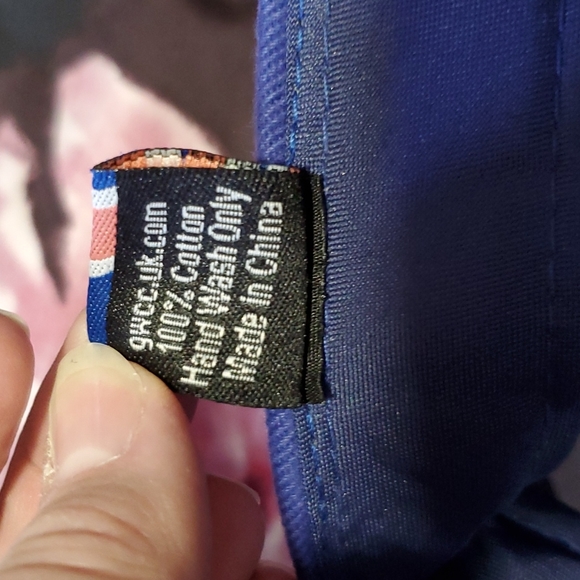 gwcc.uk.com
100% Cotton
Hand Wash Only
Made in China